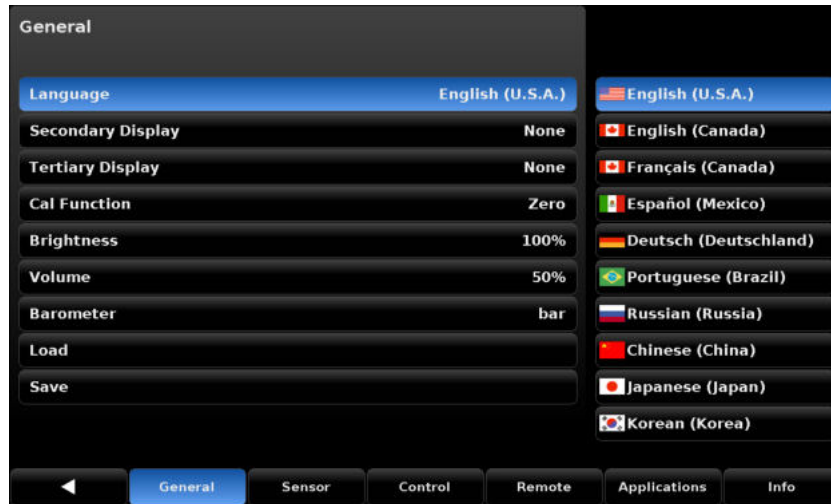 General
Language English (U.S.A.)
Secondary Display None
Tertiary Display None
Cal Function Zero
Brightness 100%
Volume 50%
Barometer bar
Load
Save
English (U.S.A.)
English (Canada)
Français (Canada)
Español (Mexico)
Deutsch (Deutschland)
Portuguese (Brazil)
Russian (Russia)
Chinese (China)
Japanese (Japan)
Korean (Korea)
General Sensor Control Remote Applications Info